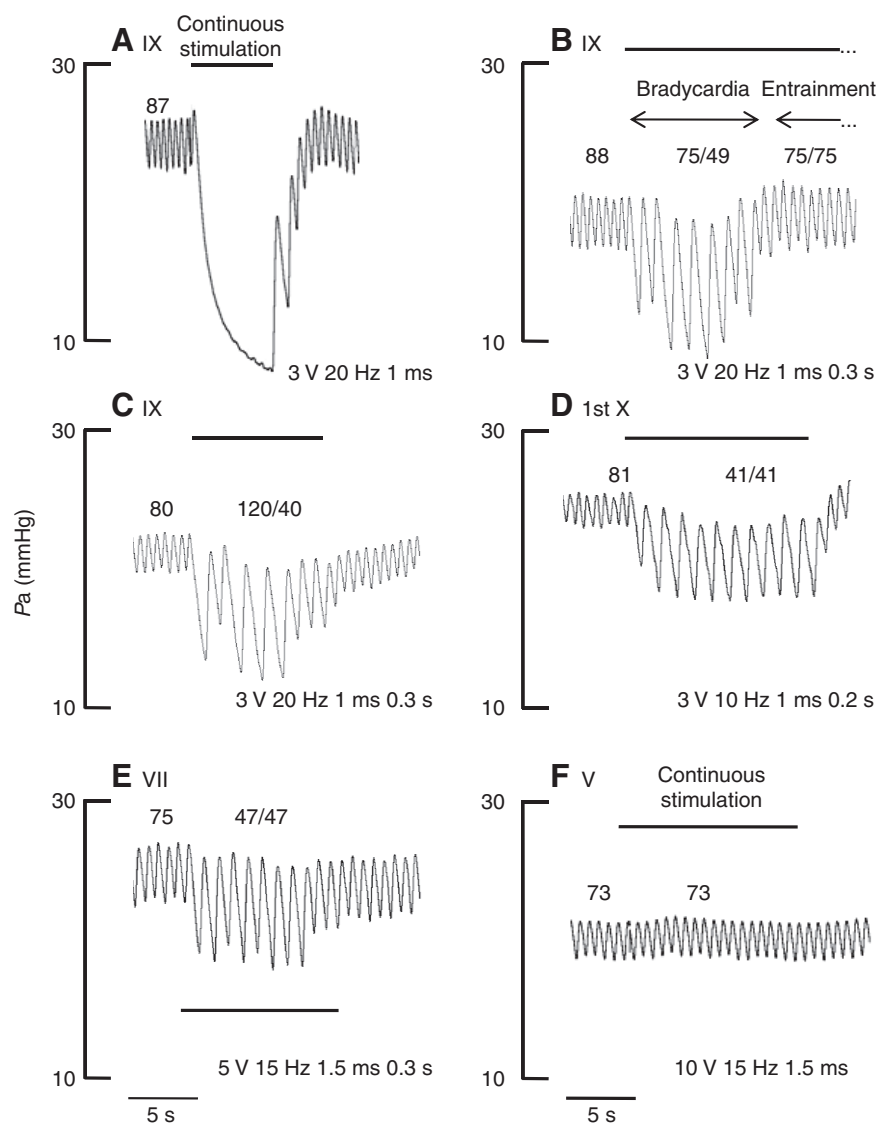 A IX
Continuous
stimulation
30
87
10
3 V 20 Hz 1 ms
B IX
...
30
Bradycardia Entrainment
...
88 75/49 75/75
10
3 V 20 Hz 1 ms 0.3 s
C IX
30
80 120/40
10
3 V 20 Hz 1 ms 0.3 s
D 1st X
30
81 41/41
10
3 V 10 Hz 1 ms 0.2 s
Pa (mmHg)
E VII
30
75 47/47
10
5 V 15 Hz 1.5 ms 0.3 s
5 s
F V
Continuous
stimulation
30
73 73
10
10 V 15 Hz 1.5 ms
5 s